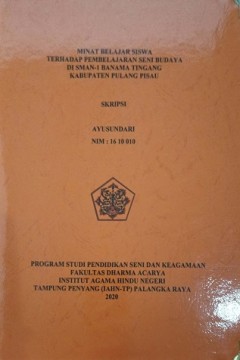 MINAT BELAJAR SISWA
TERHADAP PEMBELAJARAN SENI BUDAYA
DI SMAN-1 BANAMA TINGANG
KABUPATEN PULANG PISAU
SKRIPSI
AYUSUNDARI
NIM : 16 10 010
PROGRAM STUDI PENDIDIKAN SENI DAN KEAGAMAAN
FAKULTAS DHARMA ACARYA
INSTITUT AGAMA HINDU NEGERI
TAMPUNG PENYANG (IAHN-TP) PALANGKA RAYA
2020